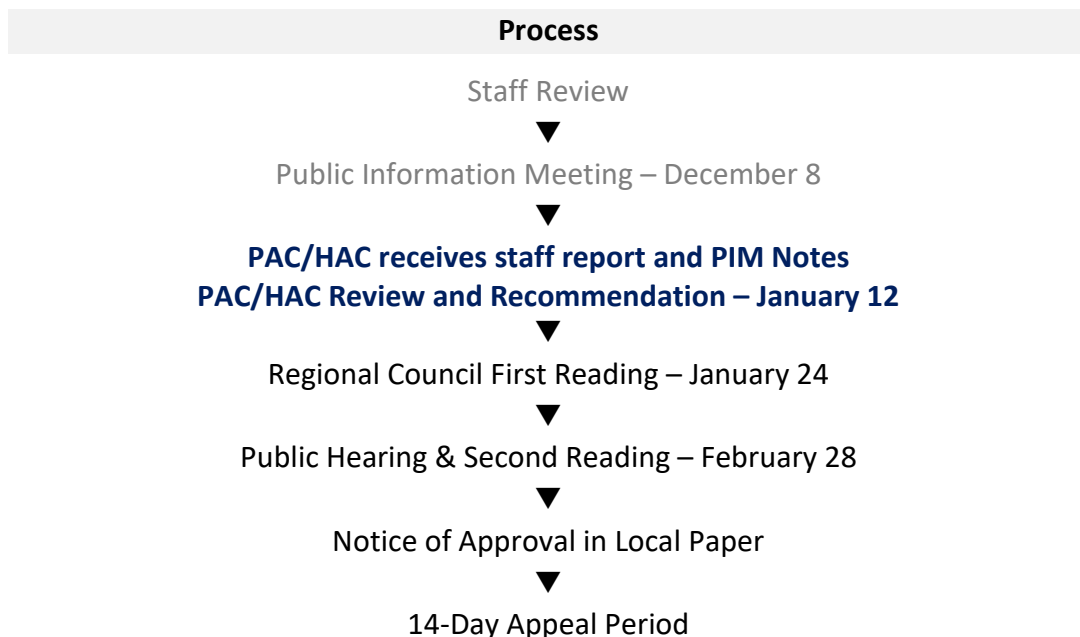 Process
Staff Review
Public Information Meeting – December 8
PAC/HAC receives staff report and PIM Notes
PAC/HAC Review and Recommendation – January 12
Regional Council First Reading – January 24
Public Hearing & Second Reading – February 28
Notice of Approval in Local Paper
14-Day Appeal Period